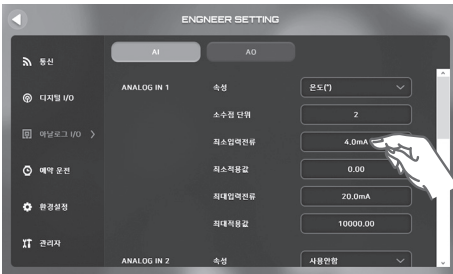 ENGNEER SETTING
AI
AO
통신
디지털 I/O
아날로그 I/O
예약 운전
환경설정
관리자
ANALOG IN 1
속성
온도(°)
소수점 단위
2
최소입력전류
4.0mA
최소적용값
0.00
최대입력전류
20.0mA
최대적용값
10000.00
ANALOG IN 2
속성
사용안함